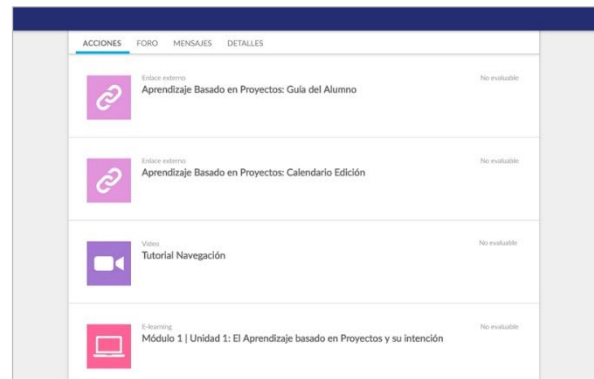 ACCIONES FORO MENSAJES DETALLES
Enlace externo
No evaluable
Aprendizaje Basado en Proyectos: Guía del Alumno
Enlace externo
No evaluable
Aprendizaje Basado en Proyectos: Calendario Edición
Video
No evaluable
Tutorial Navegación
E-learning
No evaluable
Módulo 1 | Unidad 1: El Aprendizaje basado en Proyectos y su intención